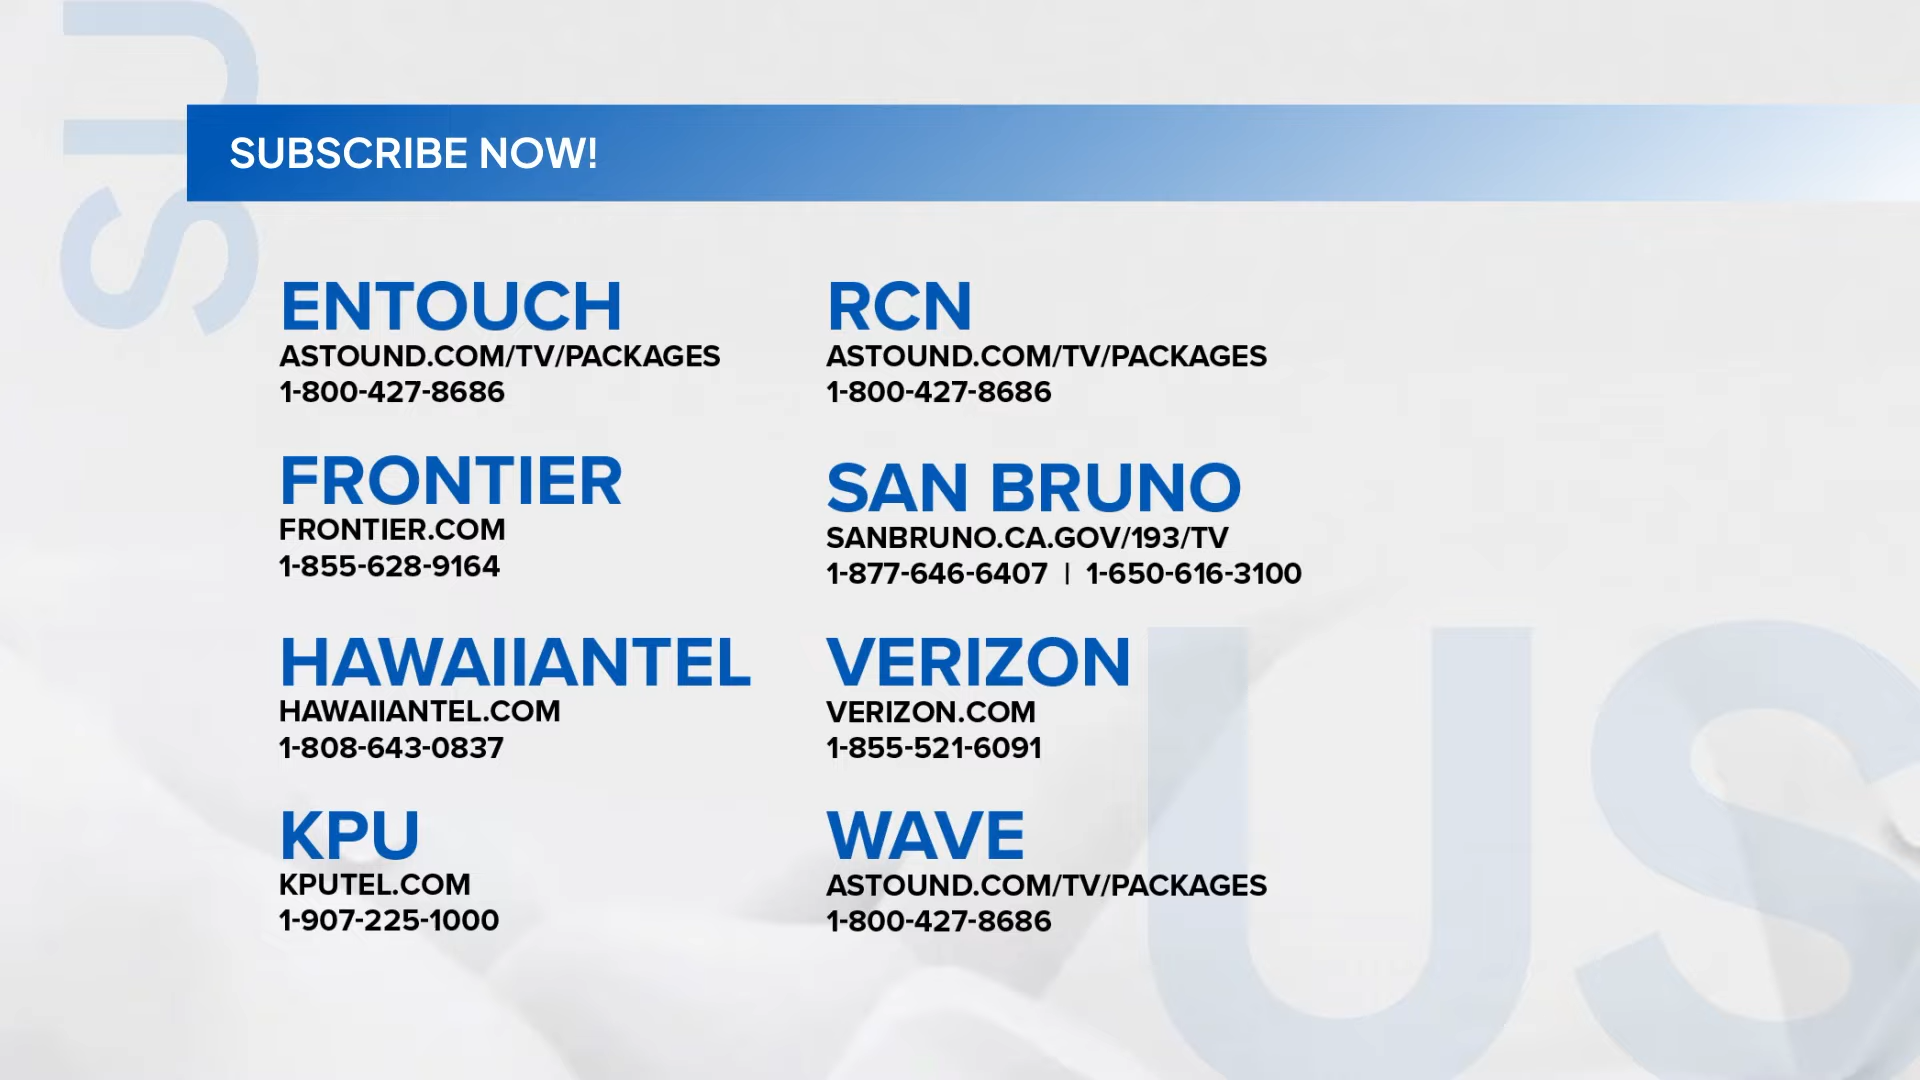 SUBSCRIBE NOW!
ENTOUCH
ASTOUND.COM/TV/PACKAGES
1-800-427-8686
FRONTIER
FRONTIER.COM
1-855-628-9164
HAWAIIANTEL
HAWAIIANTEL.COM
1-808-643-0837
KPU
KPUTEL.COM
1-907-225-1000
RCN
ASTOUND.COM/TV/PACKAGES
1-800-427-8686
SAN BRUNO
SANBRUNO.CA.GOV/193/TV
1-877-646-6407 | 1-650-616-3100
VERIZON
VERIZON.COM
1-855-521-6091
WAVE
ASTOUND.COM/TV/PACKAGES
1-800-427-8686
US